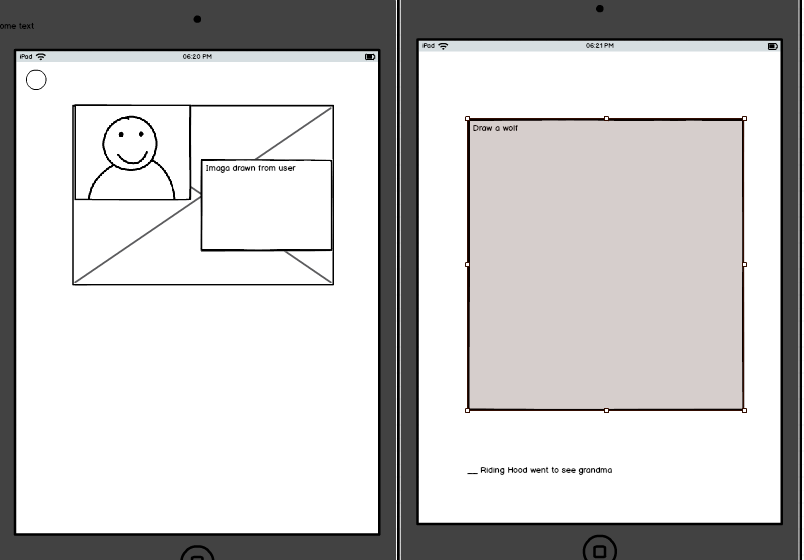 ome text
iPad 06:20 PM
Image drawn from user
iPad 06:21 PM
Draw a wolf
__ Riding Hood went to see grandma